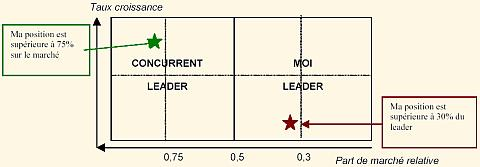 Taux croissance
Ma position est
supérieure à 75%
sur le marché
CONCURRENT
MOI
LEADER
LEADER
Ma position est
supérieur à 30% du
leader
0,75
0,5
0,3
Part de marché relative